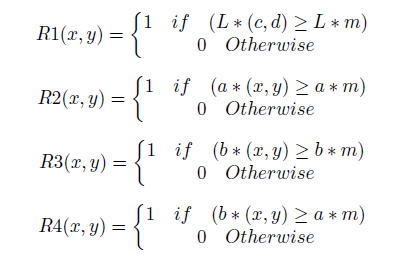 R1(x, y) = { 1 if (L * (c, d) ≥ L * m)
0 Otherwise
R2(x, y) = { 1 if (a * (x, y) ≥ a * m)
0 Otherwise
R3(x, y) = { 1 if (b * (x, y) ≥ b * m)
0 Otherwise
R4(x, y) = { 1 if (b * (x, y) ≥ a * m)
0 Otherwise